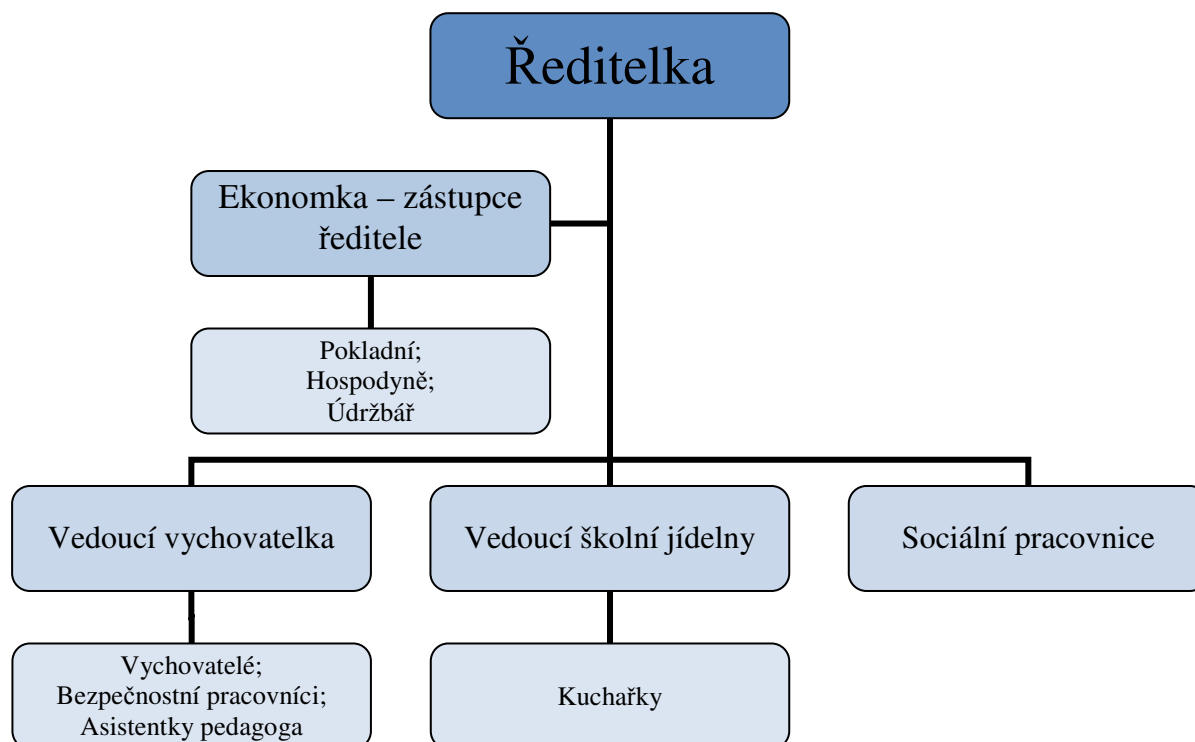 Ředitelka
Ekonomka – zástupce
ředitele
Pokladní;
Hospodyně;
Údržbář
Vedoucí vychovatelka
Vedoucí školní jídelny
Sociální pracovnice
Vychovatelé;
Bezpečnostní pracovníci;
Asistentky pedagoga
Kuchařky